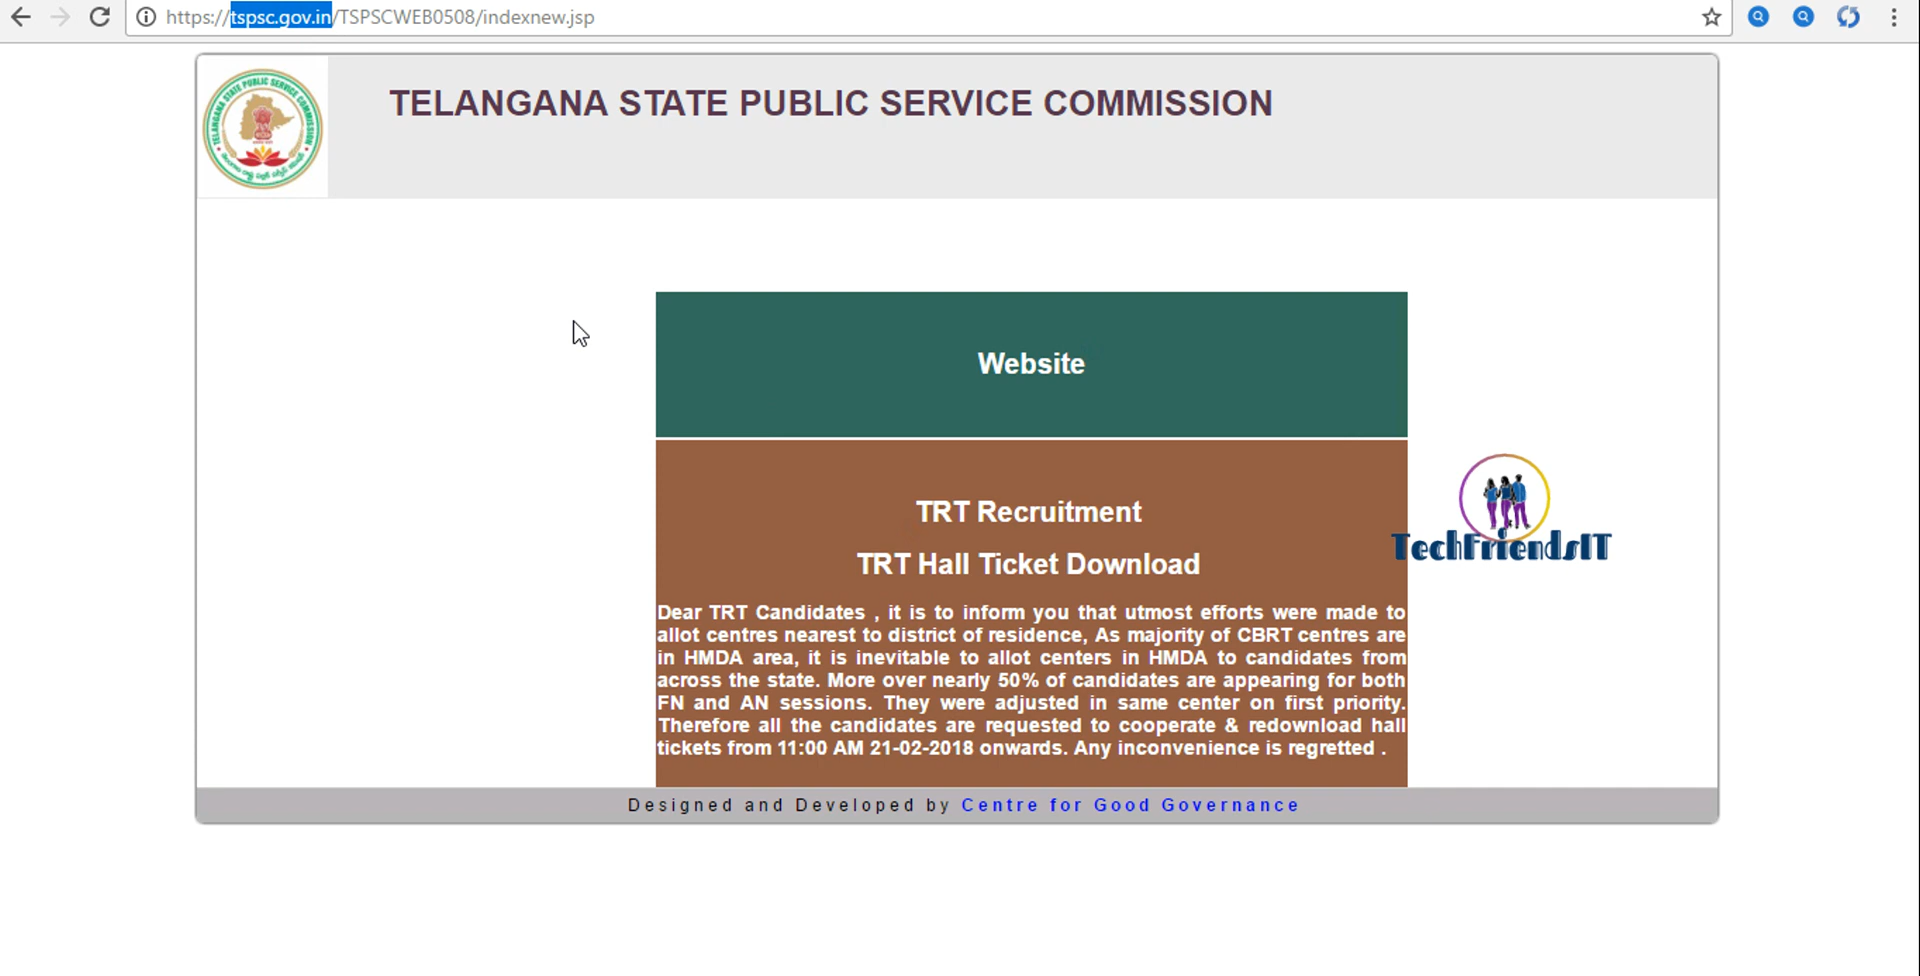 https://tspsc.gov.in/TSPSCWEB0508/indexnew.jsp
TELANGANA STATE PUBLIC SERVICE COMMISSION
TELANGANA STATE PUBLIC SERVICE COMMISSION
Website
TRT Recruitment
TRT Hall Ticket Download
Dear TRT Candidates , it is to inform you that utmost efforts were made to
allot centres nearest to district of residence, As majority of CBRT centres are
in HMDA area, it is inevitable to allot centers in HMDA to candidates from
across the state. More over nearly 50% of candidates are appearing for both
FN and AN sessions. They were adjusted in same center on first priority.
Therefore all the candidates are requested to cooperate & redownload hall
tickets from 11:00 AM 21-02-2018 onwards. Any inconvenience is regretted .
TechFriendsIT
Designed and Developed by Centre for Good Governance